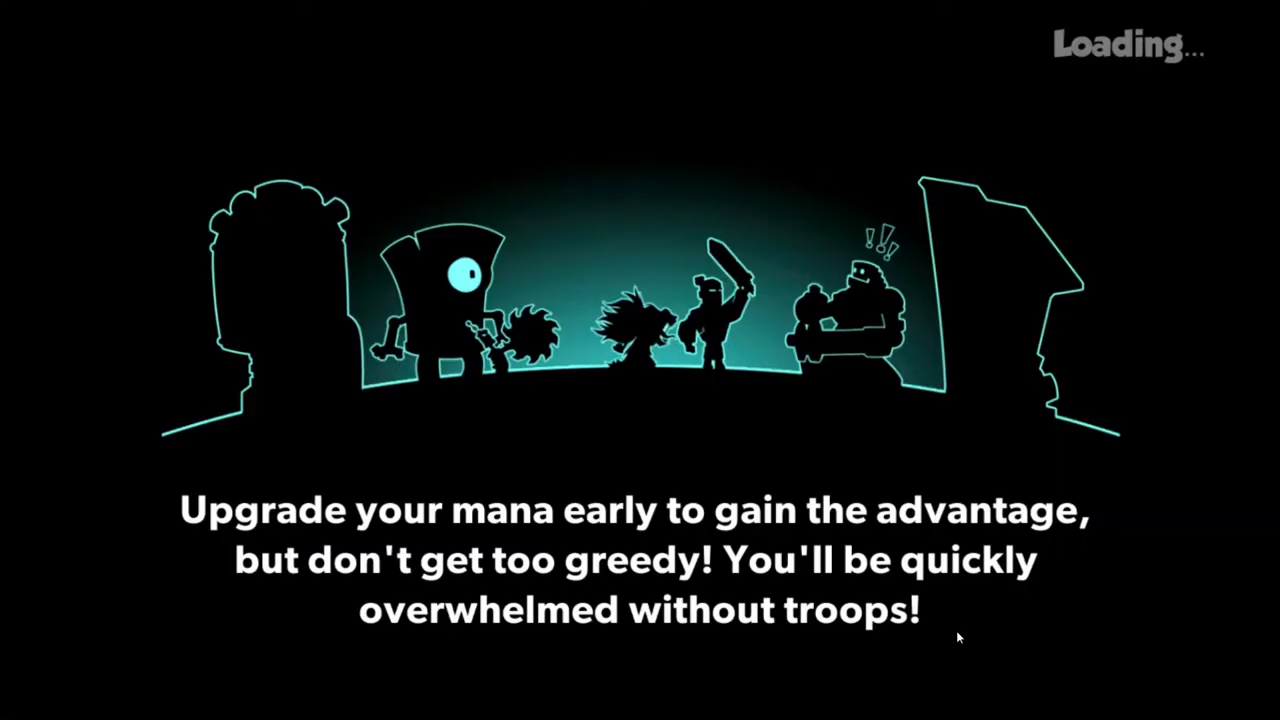 Loading...
Upgrade your mana early to gain the advantage,
but don't get too greedy! You'll be quickly
overwhelmed without troops!